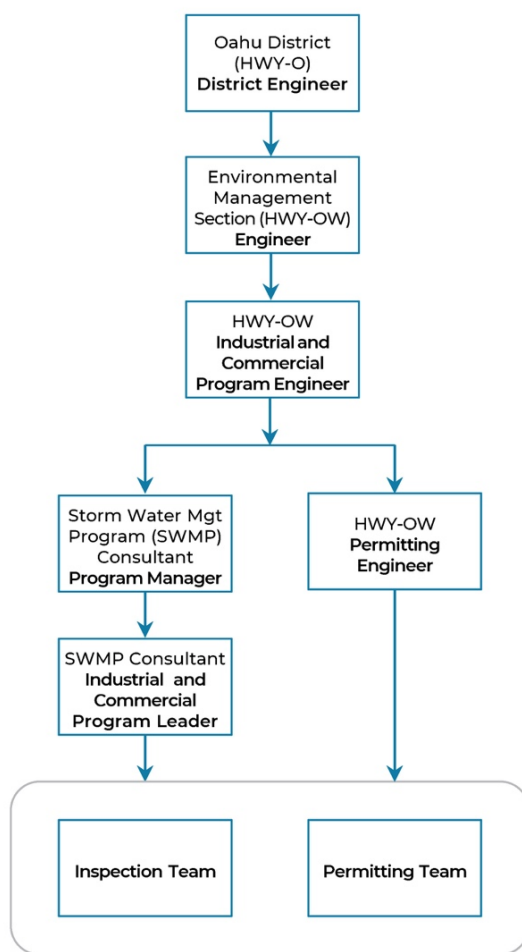 Oahu District
(HWY-O)
District Engineer
Environmental
Management
Section (HWY-OW)
Engineer
HWY-OW
Industrial and
Commercial
Program Engineer
Storm Water Mgt
Program (SWMP)
Consultant
Program Manager
HWY-OW
Permitting
Engineer
SWMP Consultant
Industrial and
Commercial
Program Leader
Inspection Team
Permitting Team